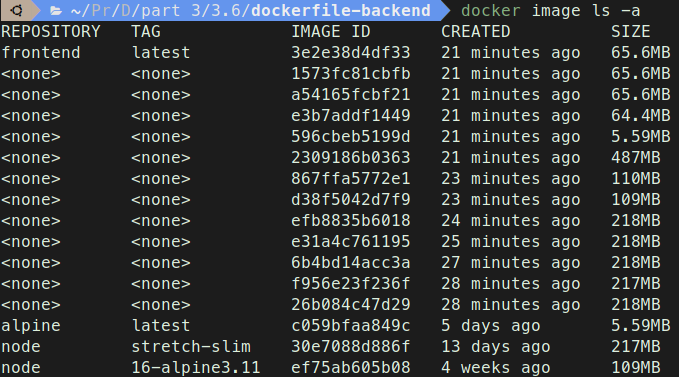 ~/Pr/D/part 3/3.6/dockerfile-backend docker image ls -a
REPOSITORY TAG IMAGE ID CREATED SIZE
frontend latest 3e2e38d4df33 21 minutes ago 65.6MB
<none> <none> 1573fc81cbfb 21 minutes ago 65.6MB
<none> <none> a54165fcbf21 21 minutes ago 65.6MB
<none> <none> e3b7addf1449 21 minutes ago 64.4MB
<none> <none> 596cbeb5199d 21 minutes ago 5.59MB
<none> <none> 2309186b0363 21 minutes ago 487MB
<none> <none> 867ffa5772e1 23 minutes ago 110MB
<none> <none> d38f5042d7f9 23 minutes ago 109MB
<none> <none> efb8835b6018 24 minutes ago 218MB
<none> <none> e31a4c761195 25 minutes ago 218MB
<none> <none> 6b4bd14acc3a 27 minutes ago 218MB
<none> <none> f956e23f236f 28 minutes ago 217MB
<none> <none> 26b084c47d29 28 minutes ago 218MB
alpine latest c059bfaa849c 5 days ago 5.59MB
node stretch-slim 30e7088d886f 13 days ago 217MB
node 16-alpine3.11 ef75ab605b08 4 weeks ago 109MB